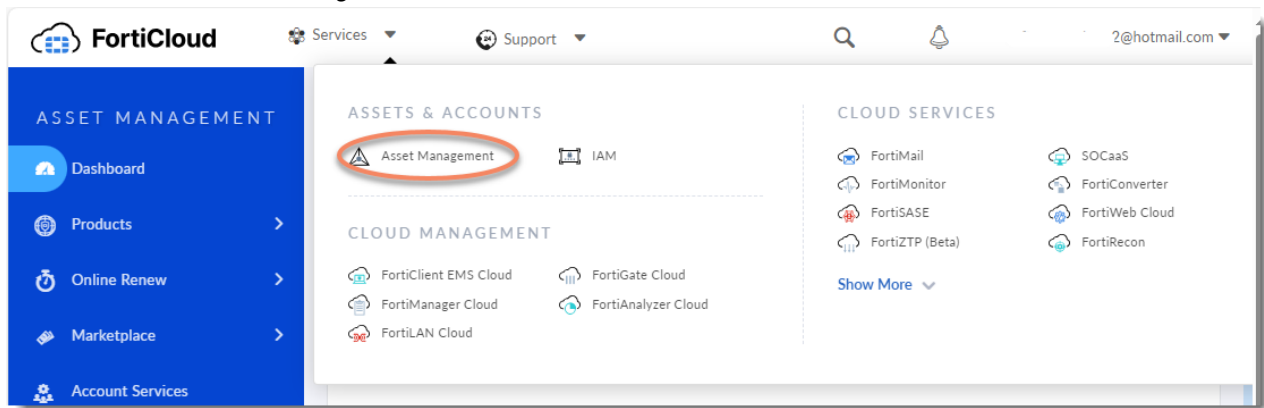 FortiCloud
Services
Support
2@hotmail.com
ASSET MANAGEMENT
Dashboard
Products
Online Renew
Marketplace
Account Services
ASSETS & ACCOUNTS
Asset Management
IAM
CLOUD MANAGEMENT
FortiClient EMS Cloud
FortiGate Cloud
FortiManager Cloud
FortiAnalyzer Cloud
FortiLAN Cloud
CLOUD SERVICES
FortiMail
SOCaaS
FortiMonitor
FortiConverter
FortiSASE
FortiWeb Cloud
FortiZTP (Beta)
FortiRecon
Show More